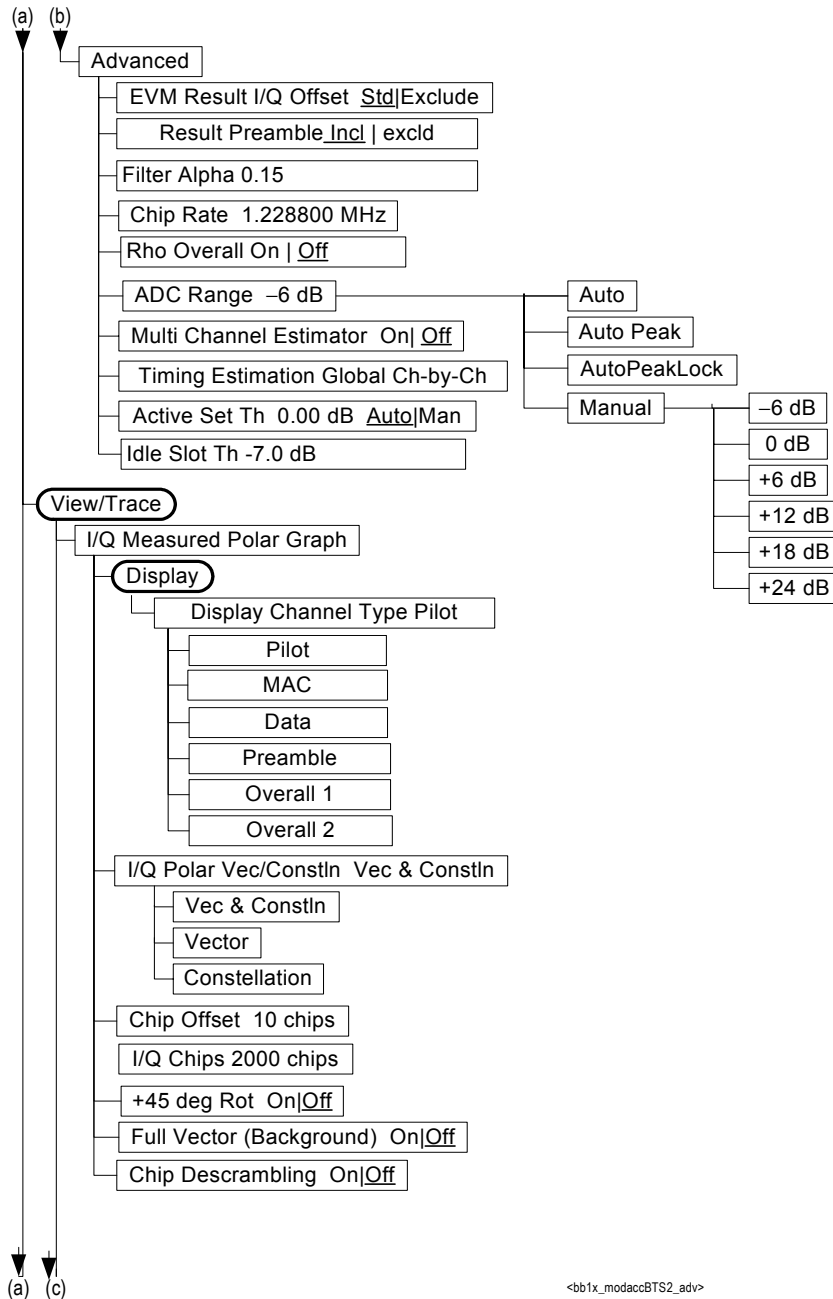 (a) (b)
Advanced
EVM Result I/Q Offset Std|Exclude
Result Preamble Incl | excld
Filter Alpha 0.15
Chip Rate 1.228800 MHz
Rho Overall On | Off
ADC Range –6 dB
Auto
Auto Peak
AutoPeakLock
Manual
–6 dB
0 dB
+6 dB
+12 dB
+18 dB
+24 dB
Multi Channel Estimator On| Off
Timing Estimation Global Ch-by-Ch
Active Set Th 0.00 dB Auto|Man
Idle Slot Th -7.0 dB
View/Trace
I/Q Measured Polar Graph
Display
Display Channel Type Pilot
Pilot
MAC
Data
Preamble
Overall 1
Overall 2
I/Q Polar Vec/Constln Vec & Constln
Vec & Constln
Vector
Constellation
Chip Offset 10 chips
I/Q Chips 2000 chips
+45 deg Rot On|Off
Full Vector (Background) On|Off
Chip Descrambling On|Off
(a) (c)
<bb1x_modaccBTS2_adv>